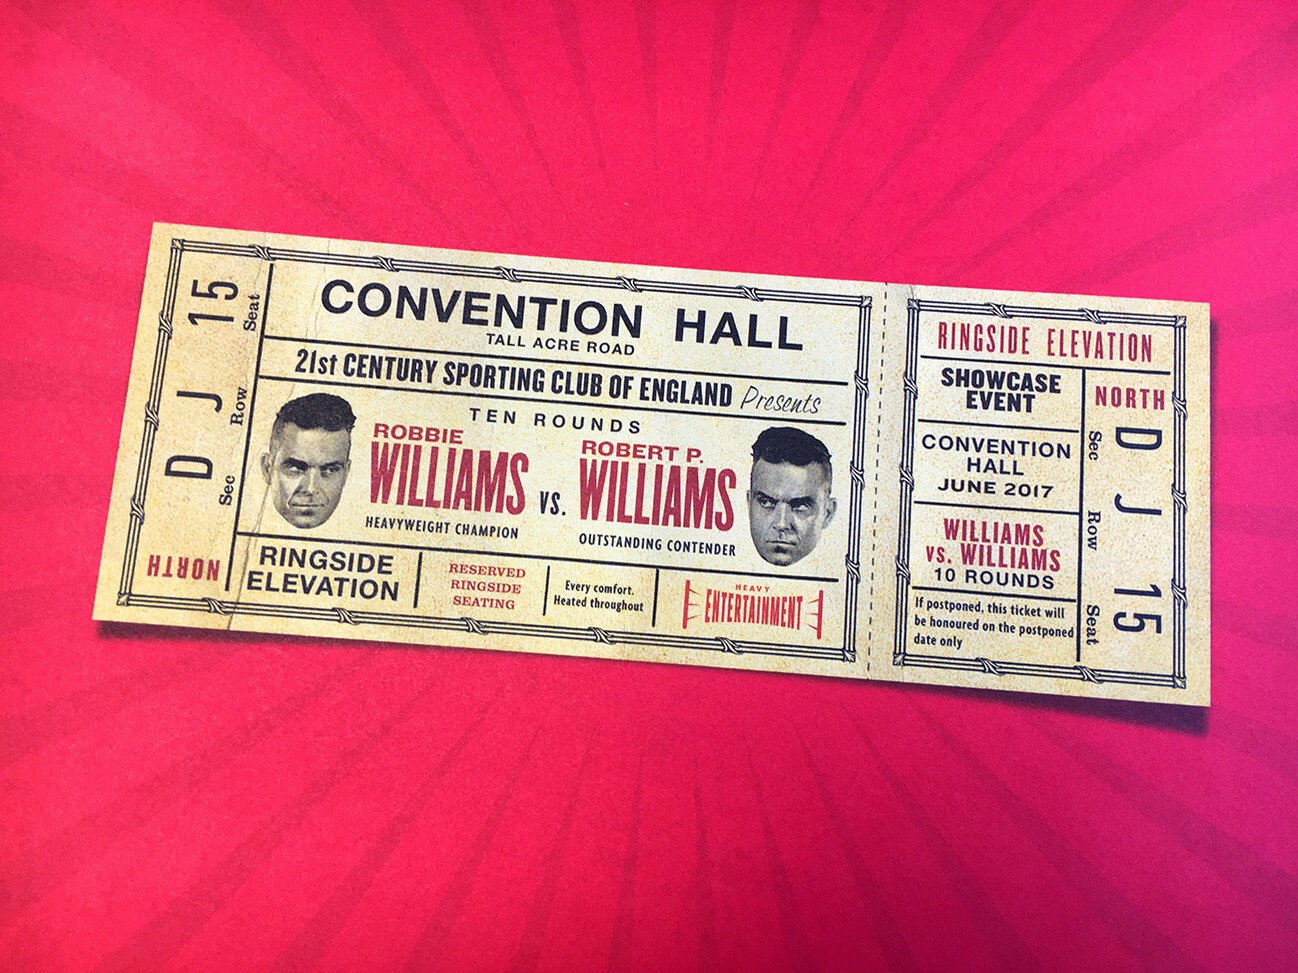 15
Seat
J
Row
D
Sec
NORTH
CONVENTION HALL
TALL ACRE ROAD
21st CENTURY SPORTING CLUB OF ENGLAND Presents
TEN ROUNDS
ROBBIE
WILLIAMS
HEAVYWEIGHT CHAMPION
VS.
ROBERT P.
WILLIAMS
OUTSTANDING CONTENDER
RINGSIDE
ELEVATION
RESERVED
RINGSIDE
SEATING
Every comfort.
Heated throughout
HEAVY
ENTERTAINMENT
RINGSIDE ELEVATION
SHOWCASE
EVENT
CONVENTION
HALL
JUNE 2017
WILLIAMS
VS. WILLIAMS
10 ROUNDS
If postponed, this ticket will
be honoured on the postponed
date only
NORTH
D
Sec
J
Row
15
Seat